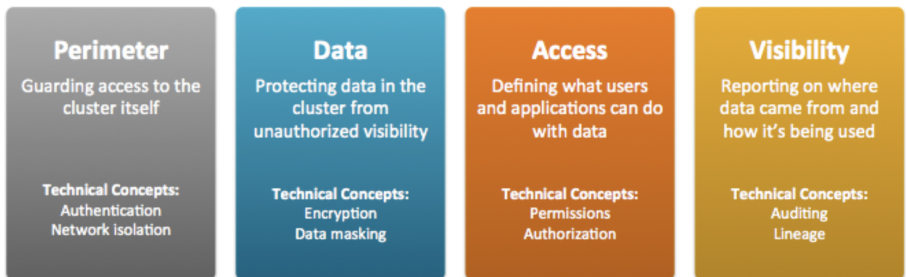 Perimeter
Guarding access to the
cluster itself
Technical Concepts:
Authentication
Network isolation
Data
Protecting data in the
cluster from
unauthorized visibility
Technical Concepts:
Encryption
Data masking
Access
Defining what users
and applications can do
with data
Technical Concepts:
Permissions
Authorization
Visibility
Reporting on where
data came from and
how it’s being used
Technical Concepts:
Auditing
Lineage